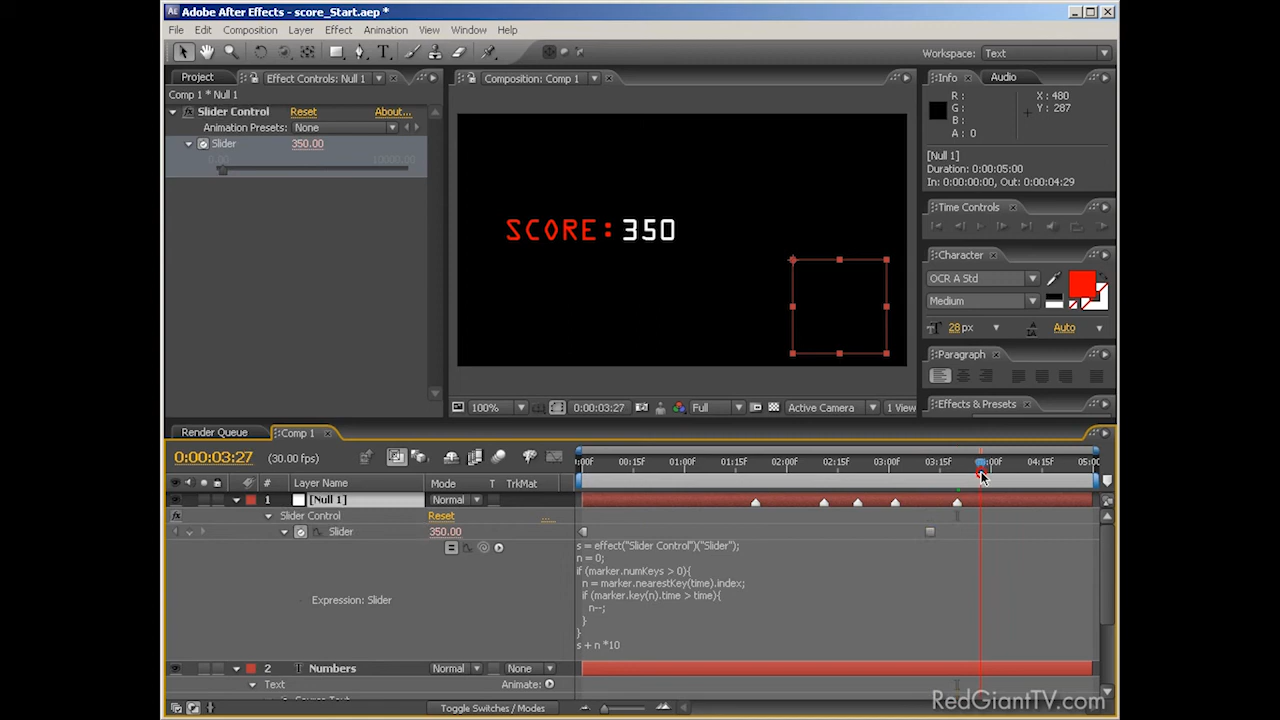 Adobe After Effects - score_Start.aep *
File Edit Composition Layer Effect Animation View Window Help
Workspace: Text
Project Effect Controls: Null 1
Comp 1 * Null 1
Slider Control Reset About...
Animation Presets: None
Slider 350.00
0.00 10000.00
Composition: Comp 1
SCORE:350
100% 0:00:03:27 Full Active Camera 1 View
Info Audio
R: X: 480
G: Y: 287
B:
A: 0
[Null 1]
Duration: 0:00:05:00
In: 0:00:00:00, Out: 0:00:04:29
Time Controls
Character
OCR A Std
Medium
28 px Auto
Paragraph
Effects & Presets
Render Queue Comp 1
0:00:03:27 (30.00 fps)
:00f 00:15f 01:00f 01:15f 02:00f 02:15f 03:00f 03:15f :00f 04:15f 05:00
# Layer Name Mode T TrkMat
1 [Null 1] Normal
Slider Control Reset ...
Slider 350.00
Expression: Slider
s = effect("Slider Control")("Slider");
n = 0;
if (marker.numKeys > 0){
n = marker.nearestKey(time).index;
if (marker.key(n).time > time){
n--;
}
}
s + n *10
2 T Numbers Normal None
Text Animate:
Toggle Switches / Modes
RedGiantTV.com